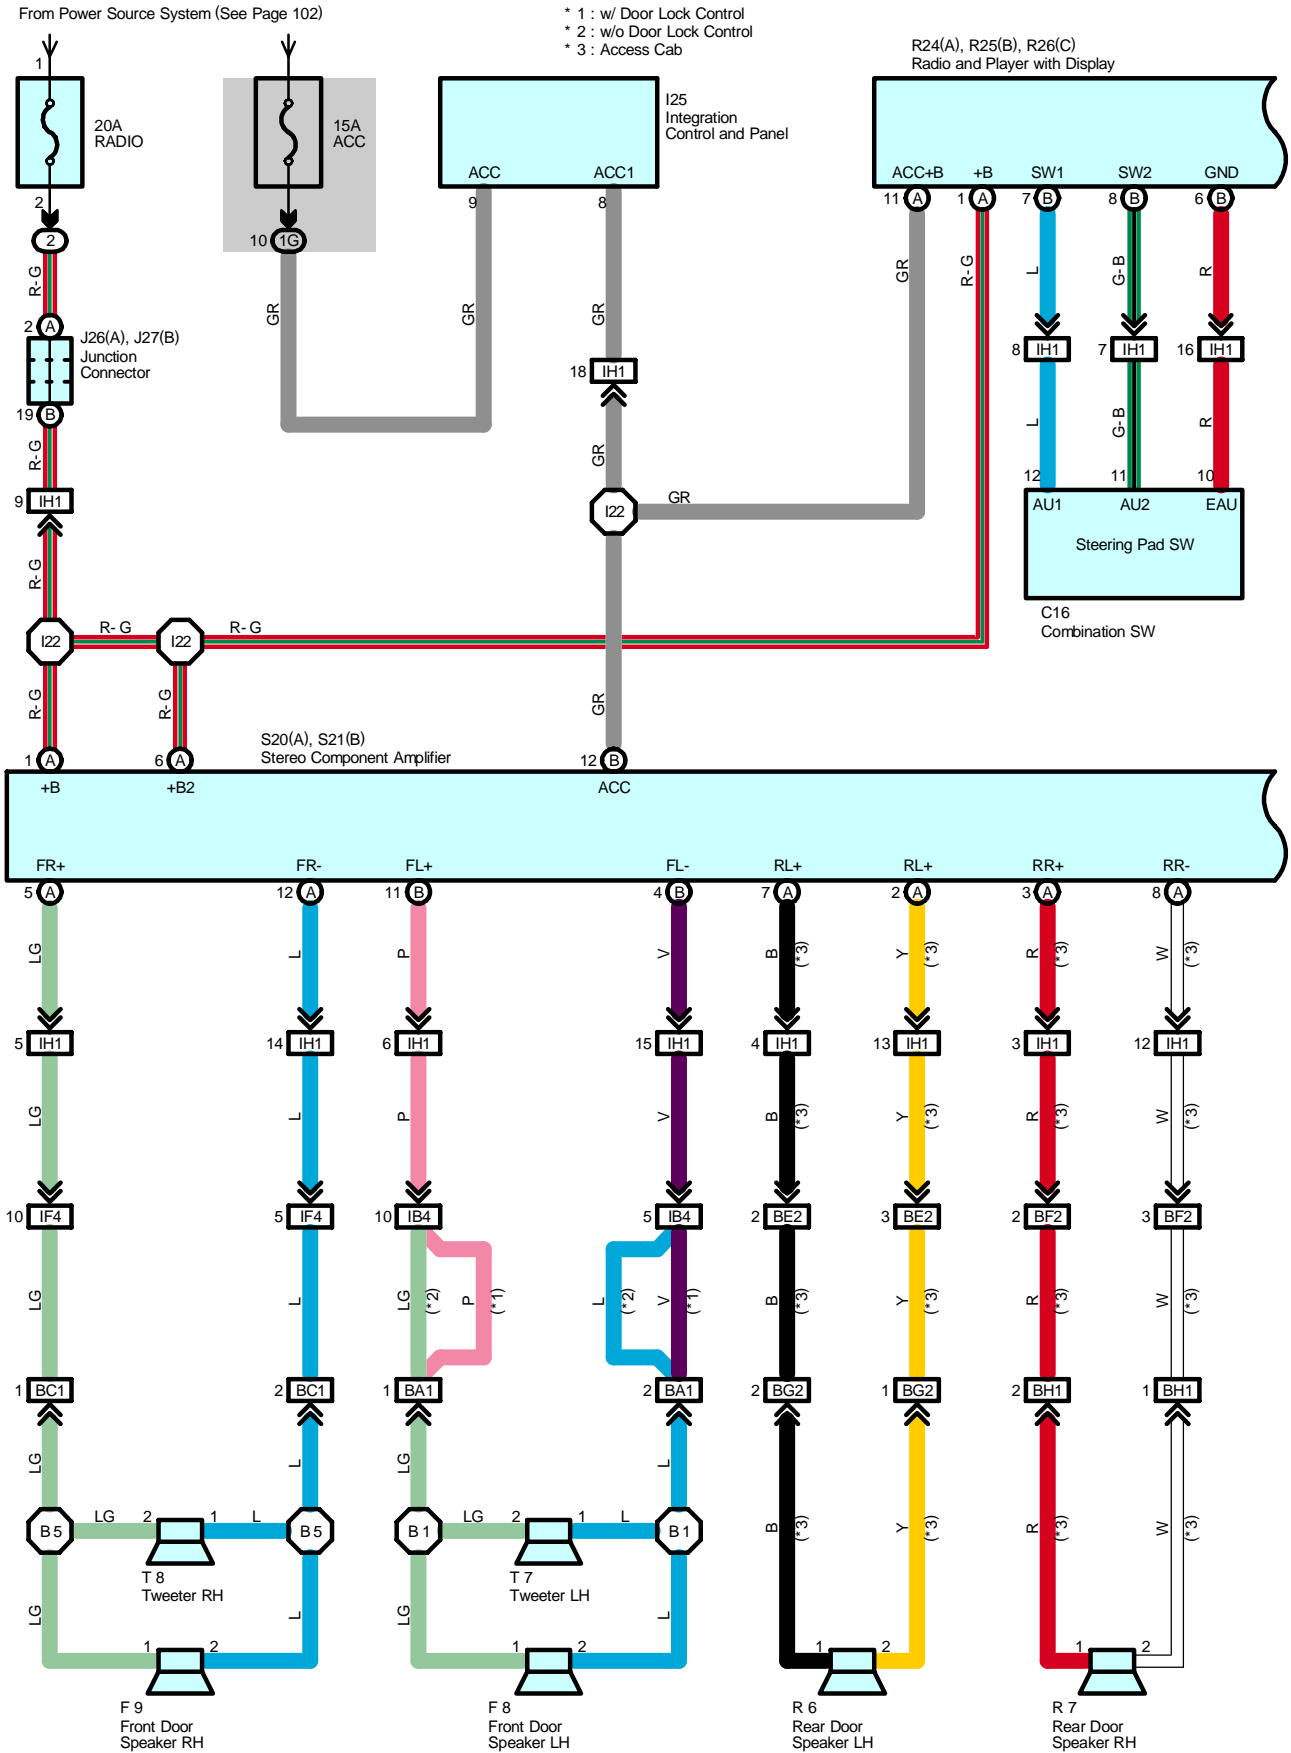 From Power Source System (See Page 102)
* 1 : w/ Door Lock Control
* 2 : w/o Door Lock Control
* 3 : Access Cab
R24(A), R25(B), R26(C)
Radio and Player with Display
1
20A
RADIO
15A
ACC
I25
Integration
Control and Panel
ACC
ACC1
ACC+B
+B
SW1
SW2
GND
2
9
8
11 A
1 A
7 B
8 B
6 B
2
10 1G
R-G
GR
GR
GR
GR
R-G
L
G-B
R
2 A
J26(A), J27(B)
Junction
Connector
18 IH1
8 IH1
7 IH1
16 IH1
19 B
R-G
GR
L
G-B
R
9 IH1
12
11
10
AU1
AU2
EAU
Steering Pad SW
I22
GR
R-G
C16
Combination SW
I22
R-G
I22
R-G
R-G
R-G
GR
S20(A), S21(B)
Stereo Component Amplifier
1 A
6 A
12 B
+B
+B2
ACC
FR+
FR-
FL+
FL-
RL+
RL+
RR+
RR-
5 A
12 A
11 B
4 B
7 A
2 A
3 A
8 A
LG
L
P
V
B
(*3)
Y
(*3)
R
(*3)
W
(*3)
5 IH1
14 IH1
6 IH1
15 IH1
4 IH1
13 IH1
3 IH1
12 IH1
LG
L
P
V
B
(*3)
Y
(*3)
R
(*3)
W
(*3)
10 IF4
5 IF4
10 IB4
5 IB4
2 BE2
3 BE2
2 BF2
3 BF2
LG
L
LG
(*2)
P
(*1)
L
(*2)
V
(*1)
B
(*3)
Y
(*3)
R
(*3)
W
(*3)
1 BC1
2 BC1
1 BA1
2 BA1
2 BG2
1 BG2
2 BH1
1 BH1
LG
L
LG
L
B 5
LG
2
1
L
B 5
B 1
LG
2
1
L
B 1
B
(*3)
Y
(*3)
R
(*3)
W
(*3)
T 8
Tweeter RH
T 7
Tweeter LH
LG
L
LG
L
1
2
1
2
1
2
1
2
F 9
Front Door
Speaker RH
F 8
Front Door
Speaker LH
R 6
Rear Door
Speaker LH
R 7
Rear Door
Speaker RH